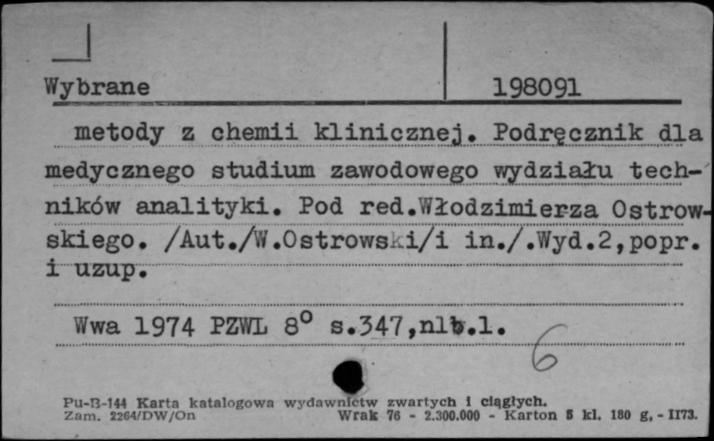 Wybrane 198091
metody z chemii klinicznej. Podręcznik dla
medycznego studium zawodowego wydziału tech-
ników analityki. Pod red.Włodzimierza Ostrow-
skiego. /Aut./W.Ostrowski/i in./.Wyd.2,popr.
i uzup.
Wwa 1974 PZWL 8° s.347,nlb.1.
6
Pu-B-144 Karta katalogowa wydawnictw zwartych i ciągłych.
Zam. 2264/DW/On Wrak 76 - 2.300.000 - Karton 5 kl. 180 g, - II73.